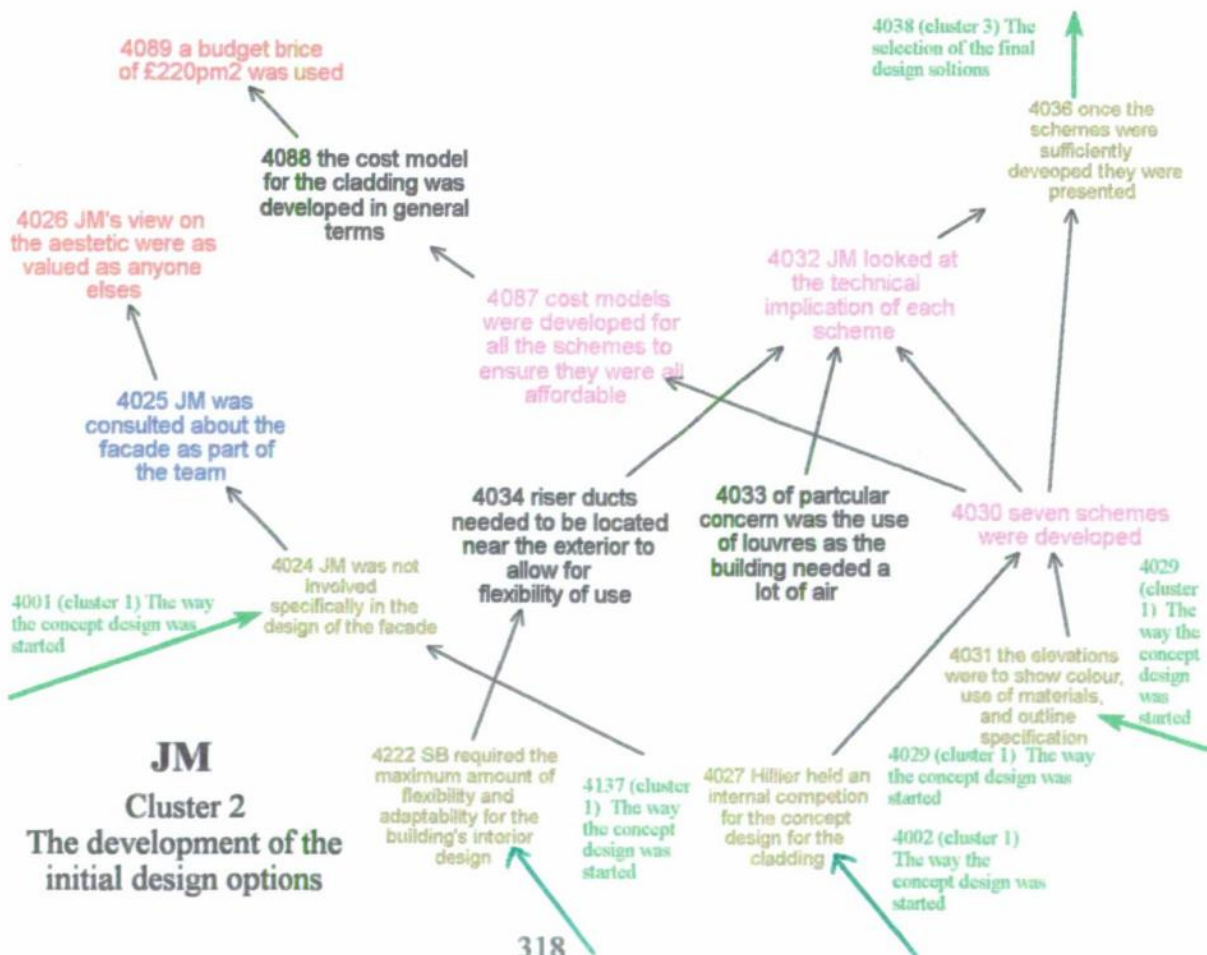 4038 (cluster 3) The
selection of the final
design soltions
4089 a budget brice
of £220pm2 was used
4036 once the
schemes were
sufficiently
deveoped they were
presented
4088 the cost model
for the cladding was
developed in general
terms
4026 JM's view on
the aestetic were as
valued as anyone
elses
4032 JM looked at
the technical
implication of each
scheme
4087 cost models
were developed for
all the schemes to
ensure they were all
affordable
4025 JM was
consulted about the
facade as part of
the team
4034 riser ducts
needed to be located
near the exterior to
allow for
flexibility of use
4033 of partcular
concern was the use
of louvres as the
building needed a
lot of air
4030 seven schemes
were developed
4024 JM was not
involved
specifically in the
design of the facade
4029
(cluster
1) The
way the
concept
design
was
started
4001 (cluster 1) The way
the concept design was
started
4031 the elevations
were to show colour,
use of materials,
and outline
specification
JM
Cluster 2
The development of the
initial design options
4222 SB required the
maximum amount of
flexibility and
adaptability for the
building's interior
design
4137 (cluster
1) The way
the concept
design was
started
4027 Hillier held an
internal competion
for the concept
design for the
cladding
4029 (cluster 1) The way
the concept design was
started
4002 (cluster 1)
The way the
concept design was
started
318